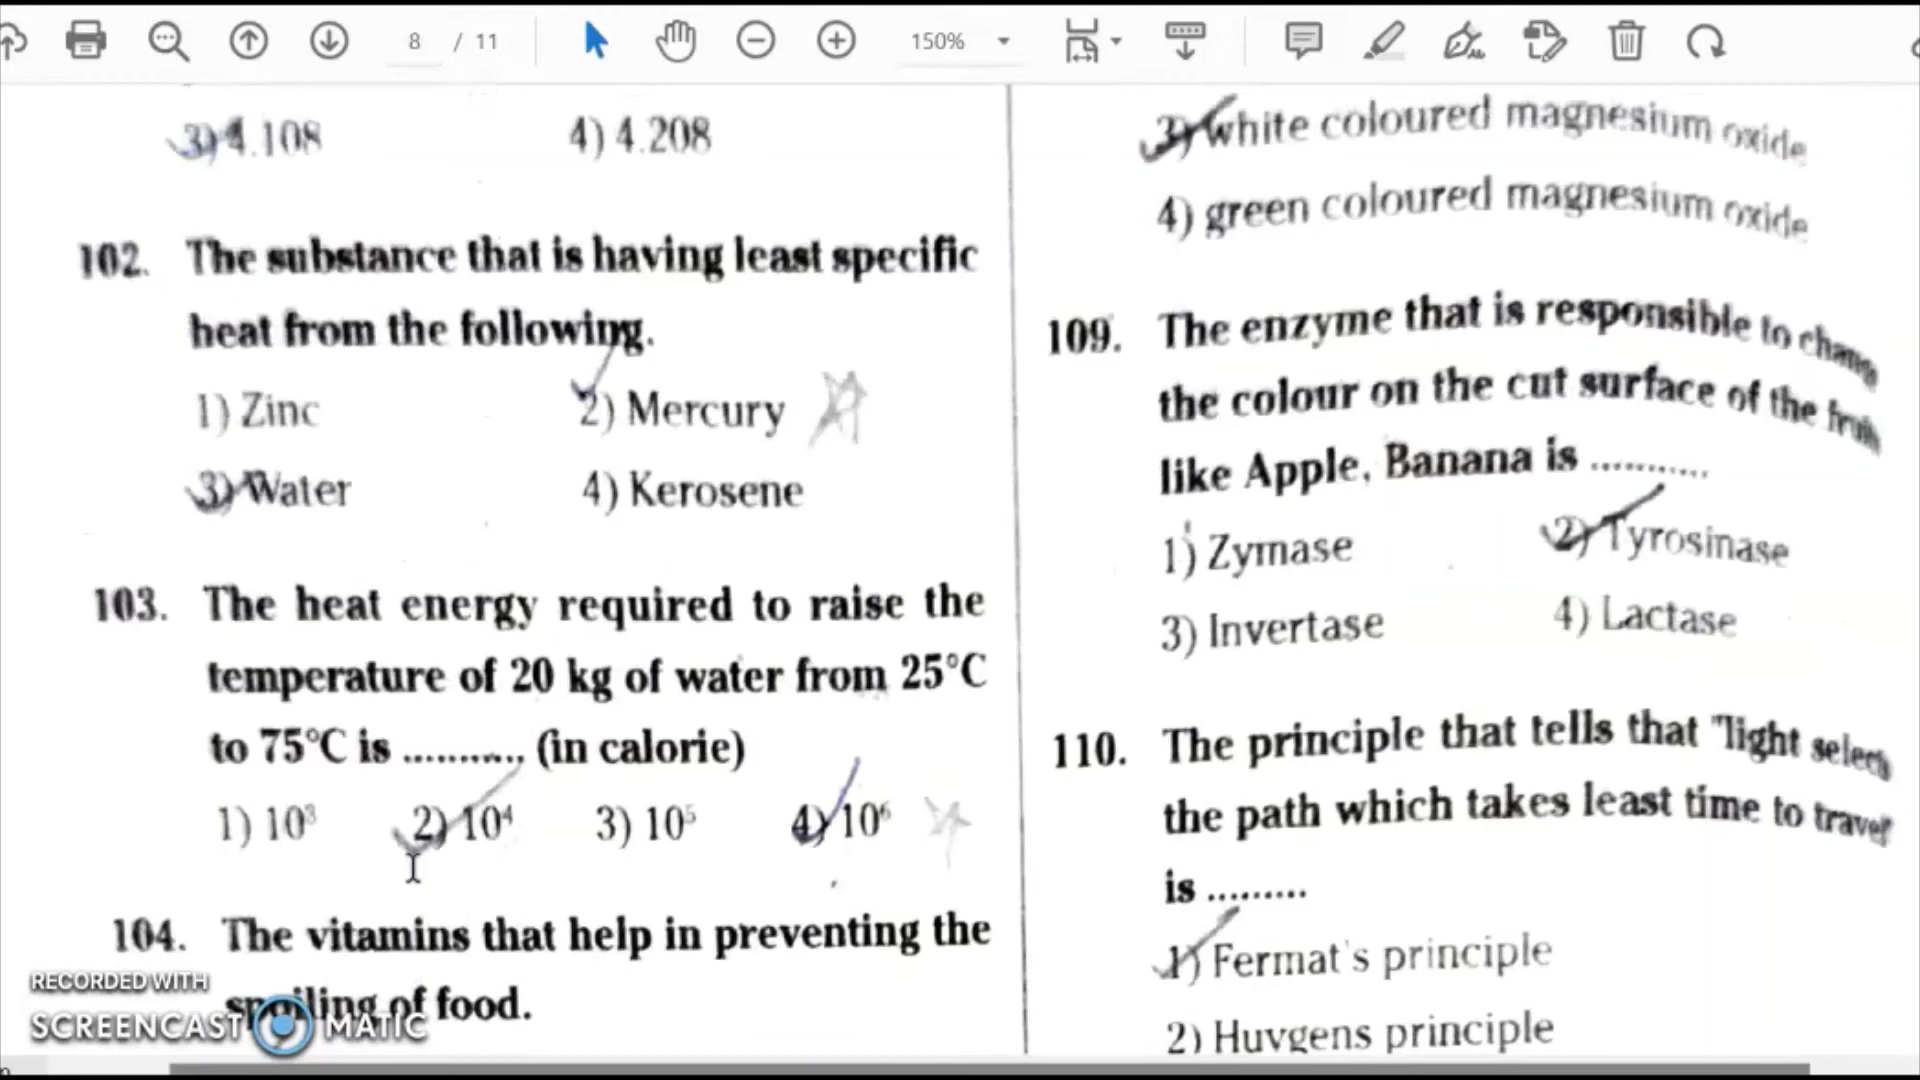 8 / 11
150%
3) 4.108 4) 4.208
102. The substance that is having least specific
heat from the following.
1) Zinc 2) Mercury
3) Water 4) Kerosene
103. The heat energy required to raise the
temperature of 20 kg of water from 25°C
to 75°C is ........... (in calorie)
1) 10³ 2) 10⁴ 3) 10⁵ 4) 10⁶
104. The vitamins that help in preventing the
spoiling of food.
3) white coloured magnesium oxide
4) green coloured magnesium oxide
109. The enzyme that is responsible to
the colour on the cut surface of the
like Apple, Banana is ...........
1) Zymase 2) Tyrosinase
3) Invertase 4) Lactase
110. The principle that tells that "light
the path which takes least time to travel
is .........
1) Fermat's principle
2) Huygens principle
RECORDED WITH
SCREENCAST MATIC